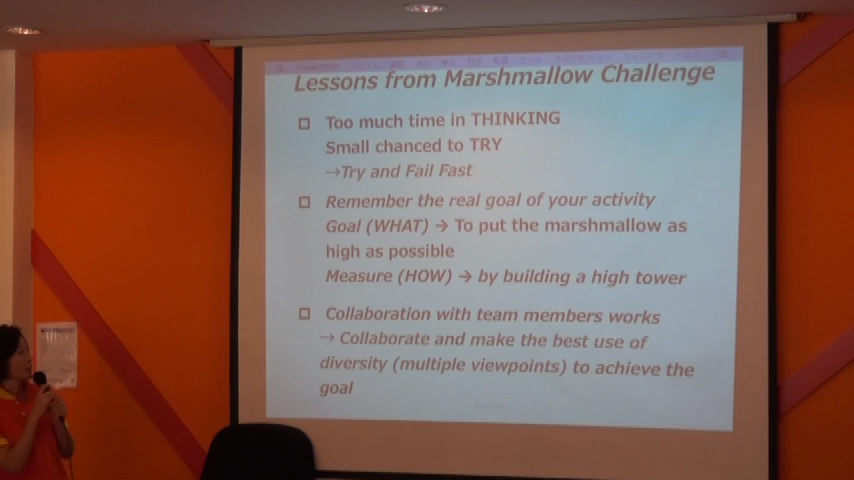 Lessons from Marshmallow Challenge
Too much time in THINKING
Small chanced to TRY
→Try and Fail Fast
Remember the real goal of your activity
Goal (WHAT) → To put the marshmallow as
high as possible
Measure (HOW) → by building a high tower
Collaboration with team members works
→ Collaborate and make the best use of
diversity (multiple viewpoints) to achieve the
goal